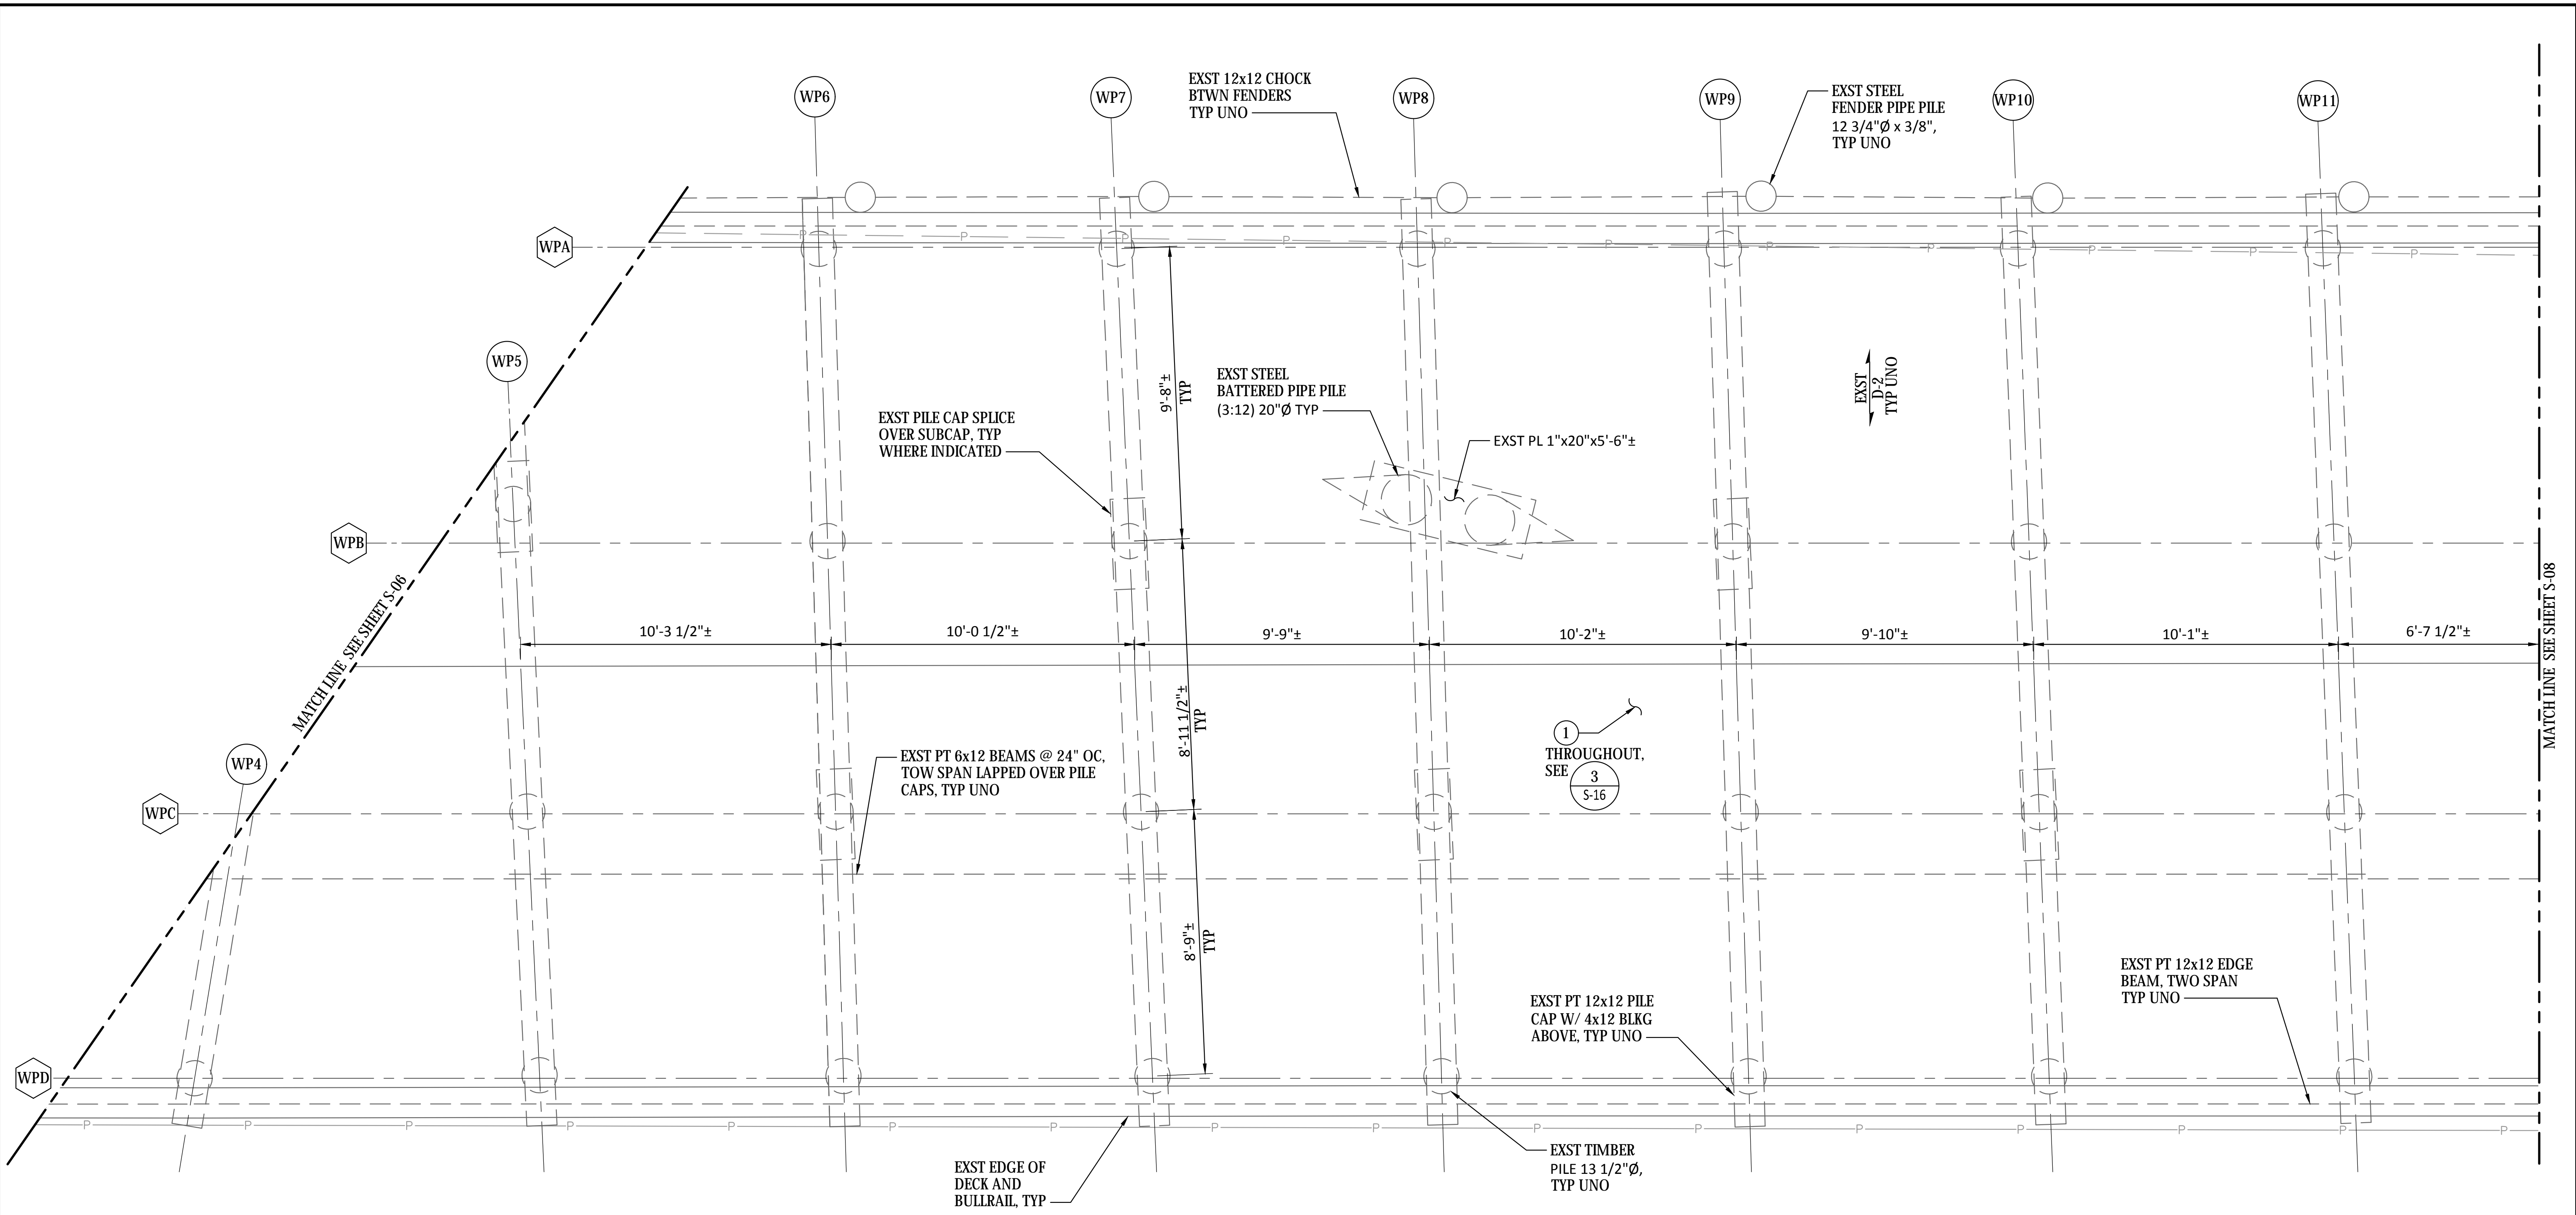 WP6
WP7
WP8
WP9
WP10
WP11
EXST 12x12 CHOCK
BTWN FENDERS
TYP UNO
EXST STEEL
FENDER PIPE PILE
12 3/4"Ø x 3/8",
TYP UNO
WPA
P P P P P P P P P P P
WP5
9'-8"±
TYP
EXST STEEL
BATTERED PIPE PILE
(3:12) 20"Ø TYP
EXST
D-2
TYP UNO
EXST PILE CAP SPLICE
OVER SUBCAP, TYP
WHERE INDICATED
EXST PL 1"x20"x5'-6"±
WPB
MATCH LINE  SEE SHEET S-06
10'-3 1/2"±
10'-0 1/2"±
9'-9"±
10'-2"±
9'-10"±
10'-1"±
6'-7 1/2"±
MATCH LINE  SEE SHEET S-08
8'-11 1/2"±
TYP
1
THROUGHOUT,
SEE
3
S-16
WP4
EXST PT 6x12 BEAMS @ 24" OC,
TOW SPAN LAPPED OVER PILE
CAPS, TYP UNO
WPC
8'-9"±
TYP
EXST PT 12x12 EDGE
BEAM, TWO SPAN
TYP UNO
EXST PT 12x12 PILE
CAP W/ 4x12 BLKG
ABOVE, TYP UNO
WPD
P P P P P P P P P P P P P P P P
EXST TIMBER
PILE 13 1/2"Ø,
TYP UNO
EXST EDGE OF
DECK AND
BULLRAIL, TYP